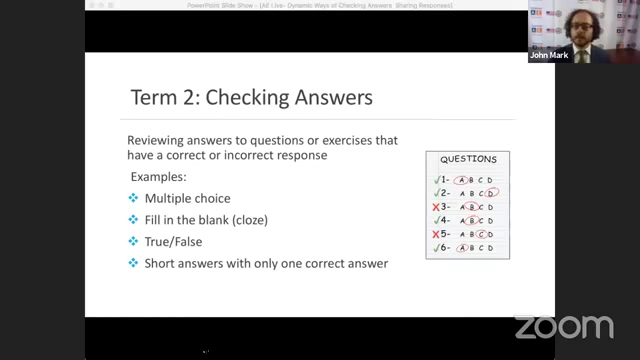 PowerPoint Slide Show - [AE Live- Dynamic Ways of Checking Answers Sharing Responses]
John Mark
Term 2: Checking Answers
Reviewing answers to questions or exercises that
have a correct or incorrect response
Examples:
Multiple choice
Fill in the blank (cloze)
True/False
Short answers with only one correct answer
QUESTIONS
1- A B C D
2- A B C D
3- A B C D
4- A B C D
5- A B C D
6- A B C D
zoom